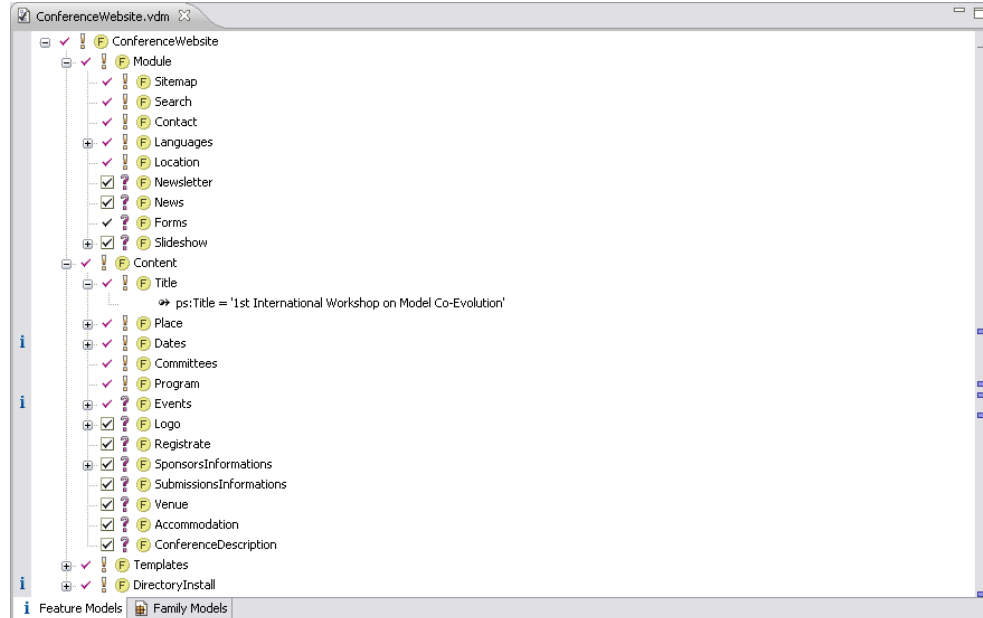 ConferenceWebsite.vdm
ConferenceWebsite
Module
Sitemap
Search
Contact
Languages
Location
Newsletter
News
Forms
Slideshow
Content
Title
ps:Title = '1st International Workshop on Model Co-Evolution'
Place
Dates
Committees
Program
Events
Logo
Registrate
SponsorsInformations
SubmissionsInformations
Venue
Accommodation
ConferenceDescription
Templates
DirectoryInstall
Feature Models Family Models